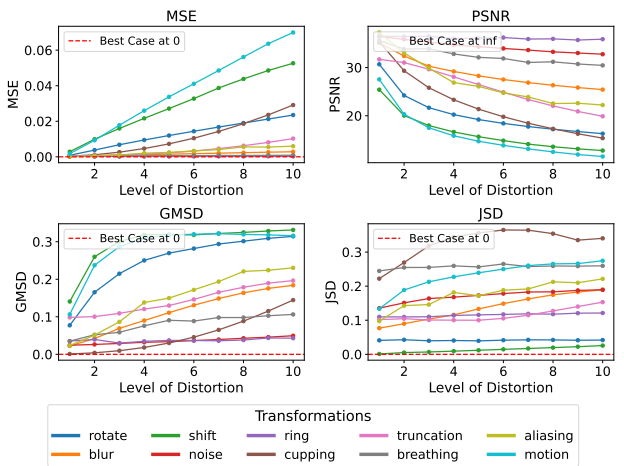 MSE
PSNR
Best Case at 0
Best Case at inf
MSE
PSNR
0.06
0.04
0.02
0.00
30
20
2 4 6 8 10
2 4 6 8 10
Level of Distortion
Level of Distortion
GMSD
JSD
Best Case at 0
Best Case at 0
GMSD
JSD
0.3
0.2
0.1
0.0
0.3
0.2
0.1
0.0
2 4 6 8 10
2 4 6 8 10
Level of Distortion
Level of Distortion
Transformations
rotate shift ring truncation aliasing
blur noise cupping breathing motion